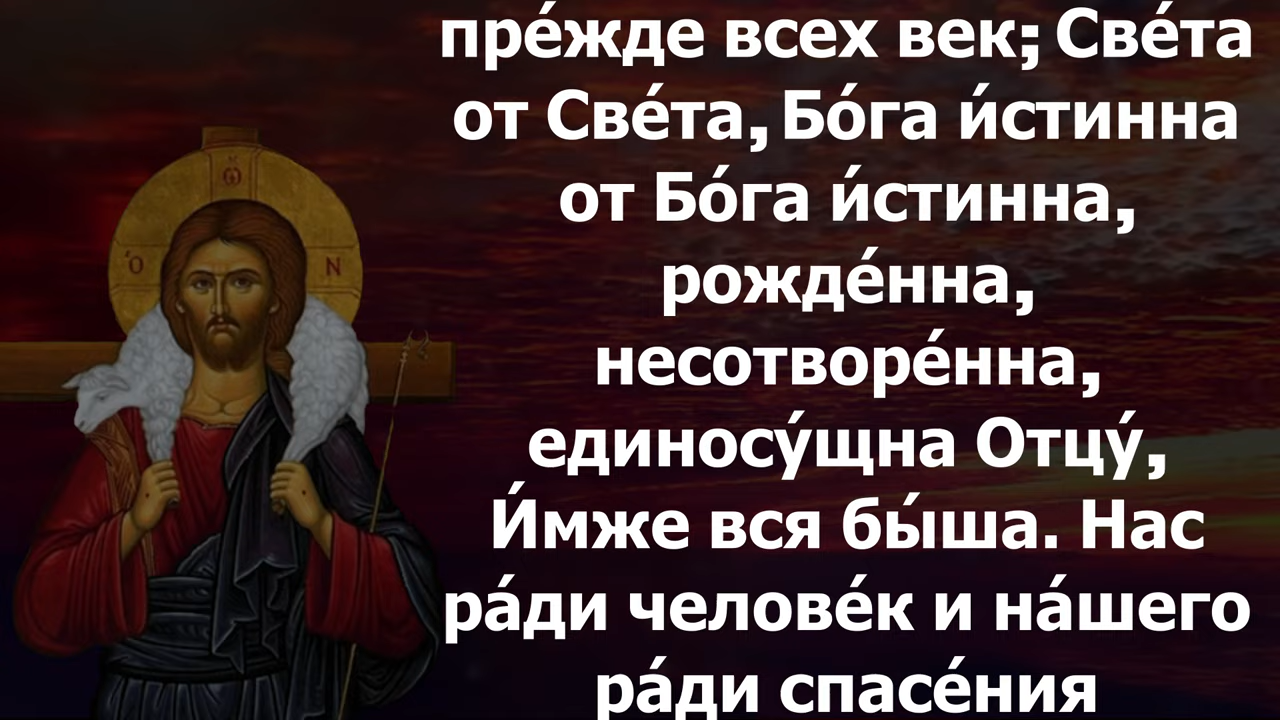 пре́жде всех век; Све́та
от Све́та, Бо́га и́стинна
от Бо́га и́стинна,
рожде́нна,
несотворе́нна,
единосу́щна Отцу́,
И́мже вся бы́ша. Нас
ра́ди челове́к и на́шего
ра́ди спасе́ния
Ὁ Ѡ Ν